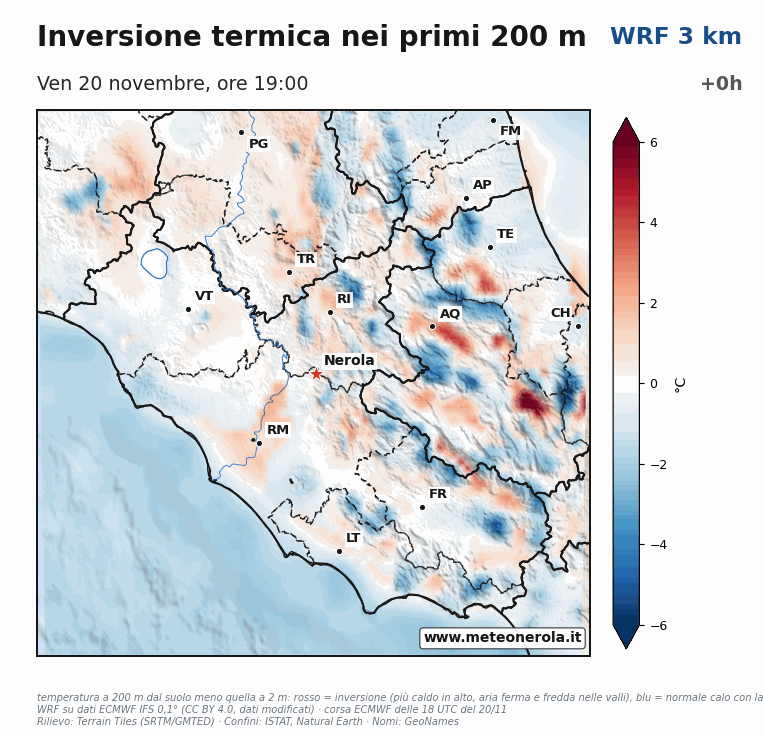 Inversione termica nei primi 200 m WRF 3 km
Ven 20 novembre, ore 19:00 +0h
FM
PG
AP
TE
TR
RI
VT
AQ
CH
Nerola
RM
FR
LT
www.meteonerola.it
6
4
2
0
−2
−4
−6
°C
temperatura a 200 m dal suolo meno quella a 2 m: rosso = inversione (più caldo in alto, aria ferma e fredda nelle valli), blu = normale calo con la
WRF su dati ECMWF IFS 0,1° (CC BY 4.0, dati modificati) · corsa ECMWF delle 18 UTC del 20/11
Rilievo: Terrain Tiles (SRTM/GMTED) · Confini: ISTAT, Natural Earth · Nomi: GeoNames